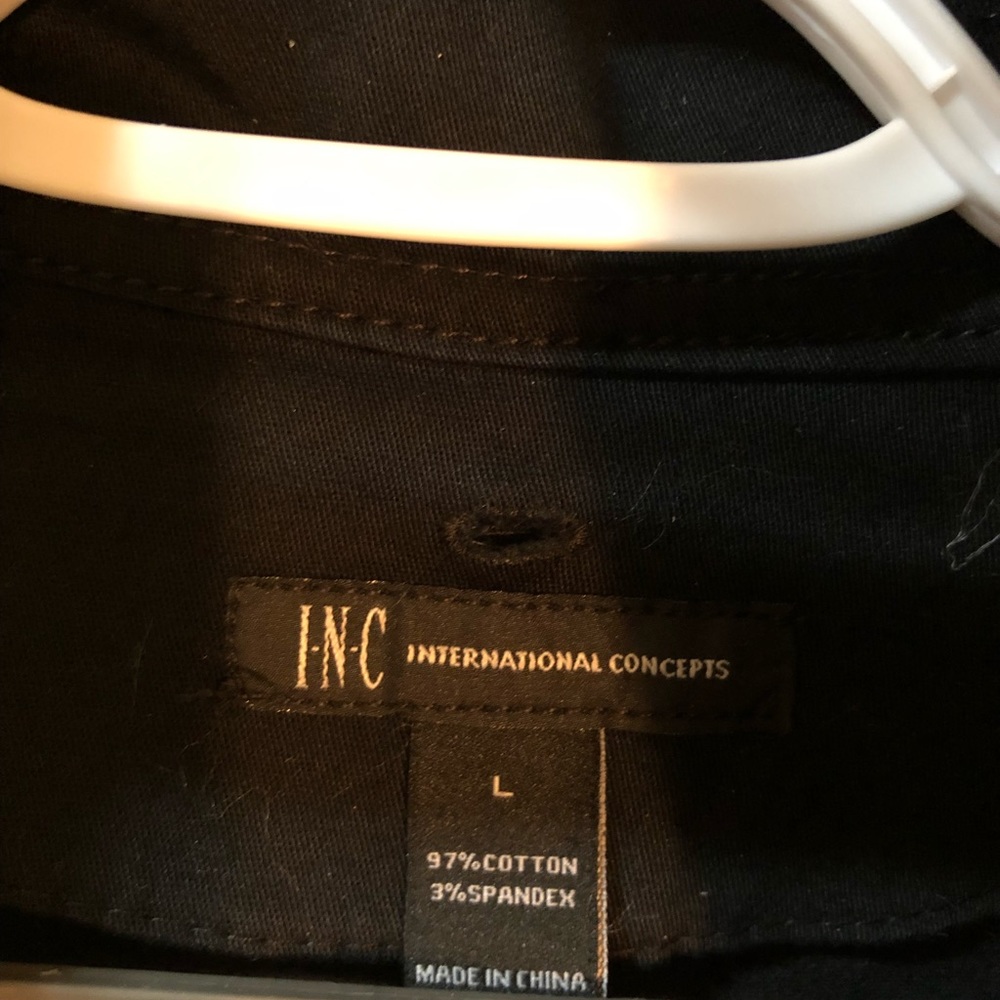 I-N-C INTERNATIONAL CONCEPTS
L
97%COTTON
3%SPANDEX
MADE IN CHINA